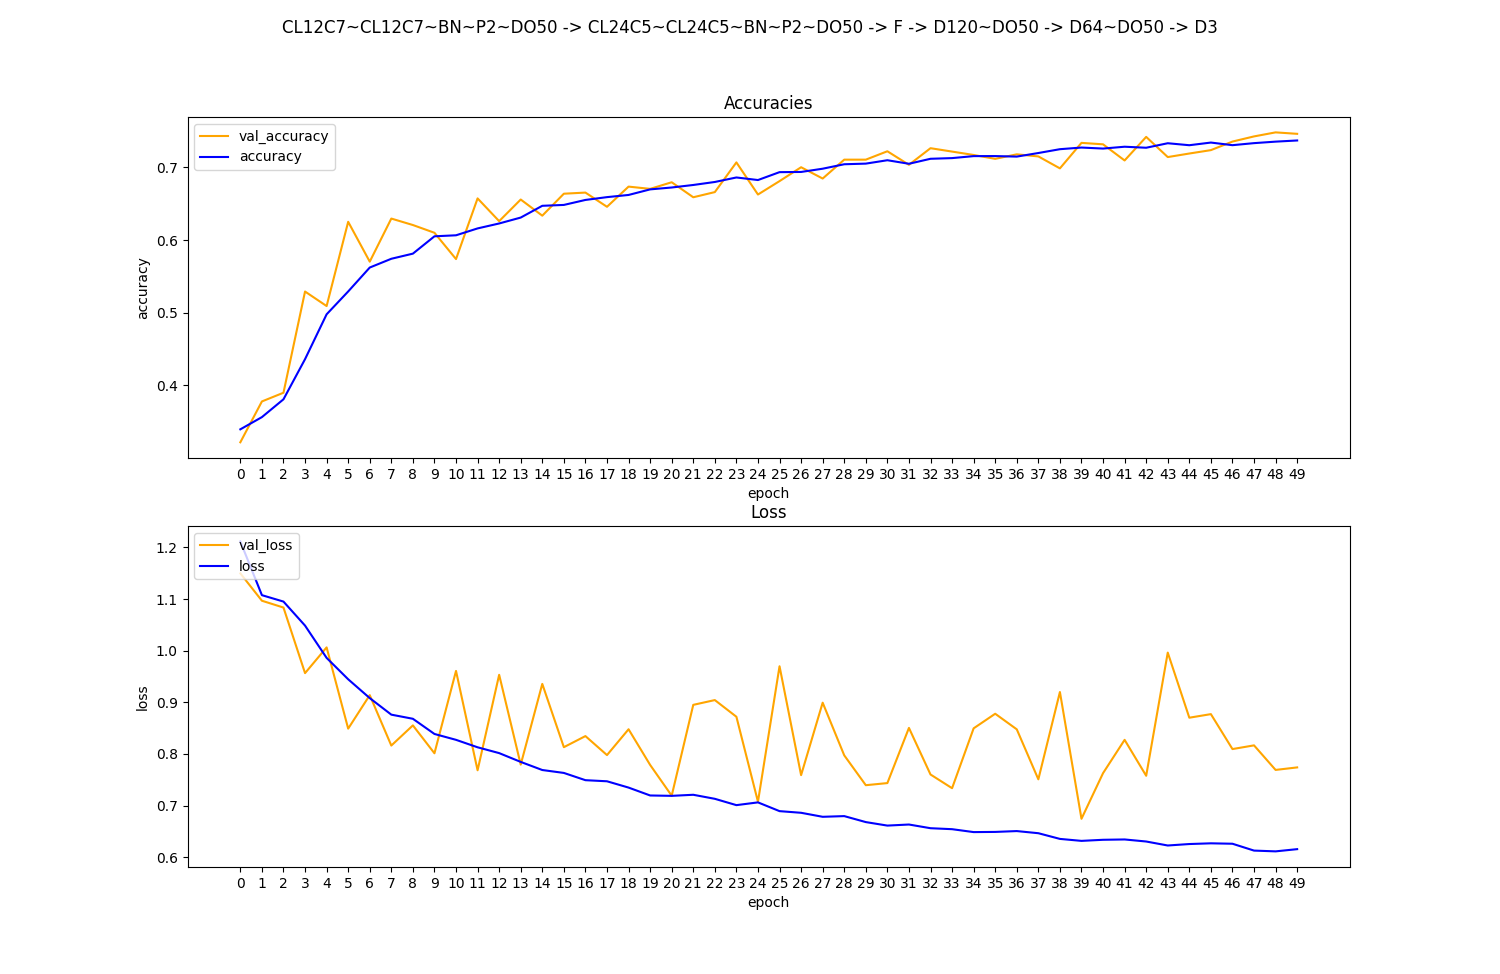 CL12C7~CL12C7~BN~P2~DO50 -> CL24C5~CL24C5~BN~P2~DO50 -> F -> D120~DO50 -> D64~DO50 -> D3
Accuracies
val_accuracy
accuracy
0.7
0.6
0.5
0.4
accuracy
0 1 2 3 4 5 6 7 8 9 10 11 12 13 14 15 16 17 18 19 20 21 22 23 24 25 26 27 28 29 30 31 32 33 34 35 36 37 38 39 40 41 42 43 44 45 46 47 48 49
epoch
Loss
val_loss
loss
1.2
1.1
1.0
0.9
0.8
0.7
0.6
loss
0 1 2 3 4 5 6 7 8 9 10 11 12 13 14 15 16 17 18 19 20 21 22 23 24 25 26 27 28 29 30 31 32 33 34 35 36 37 38 39 40 41 42 43 44 45 46 47 48 49
epoch